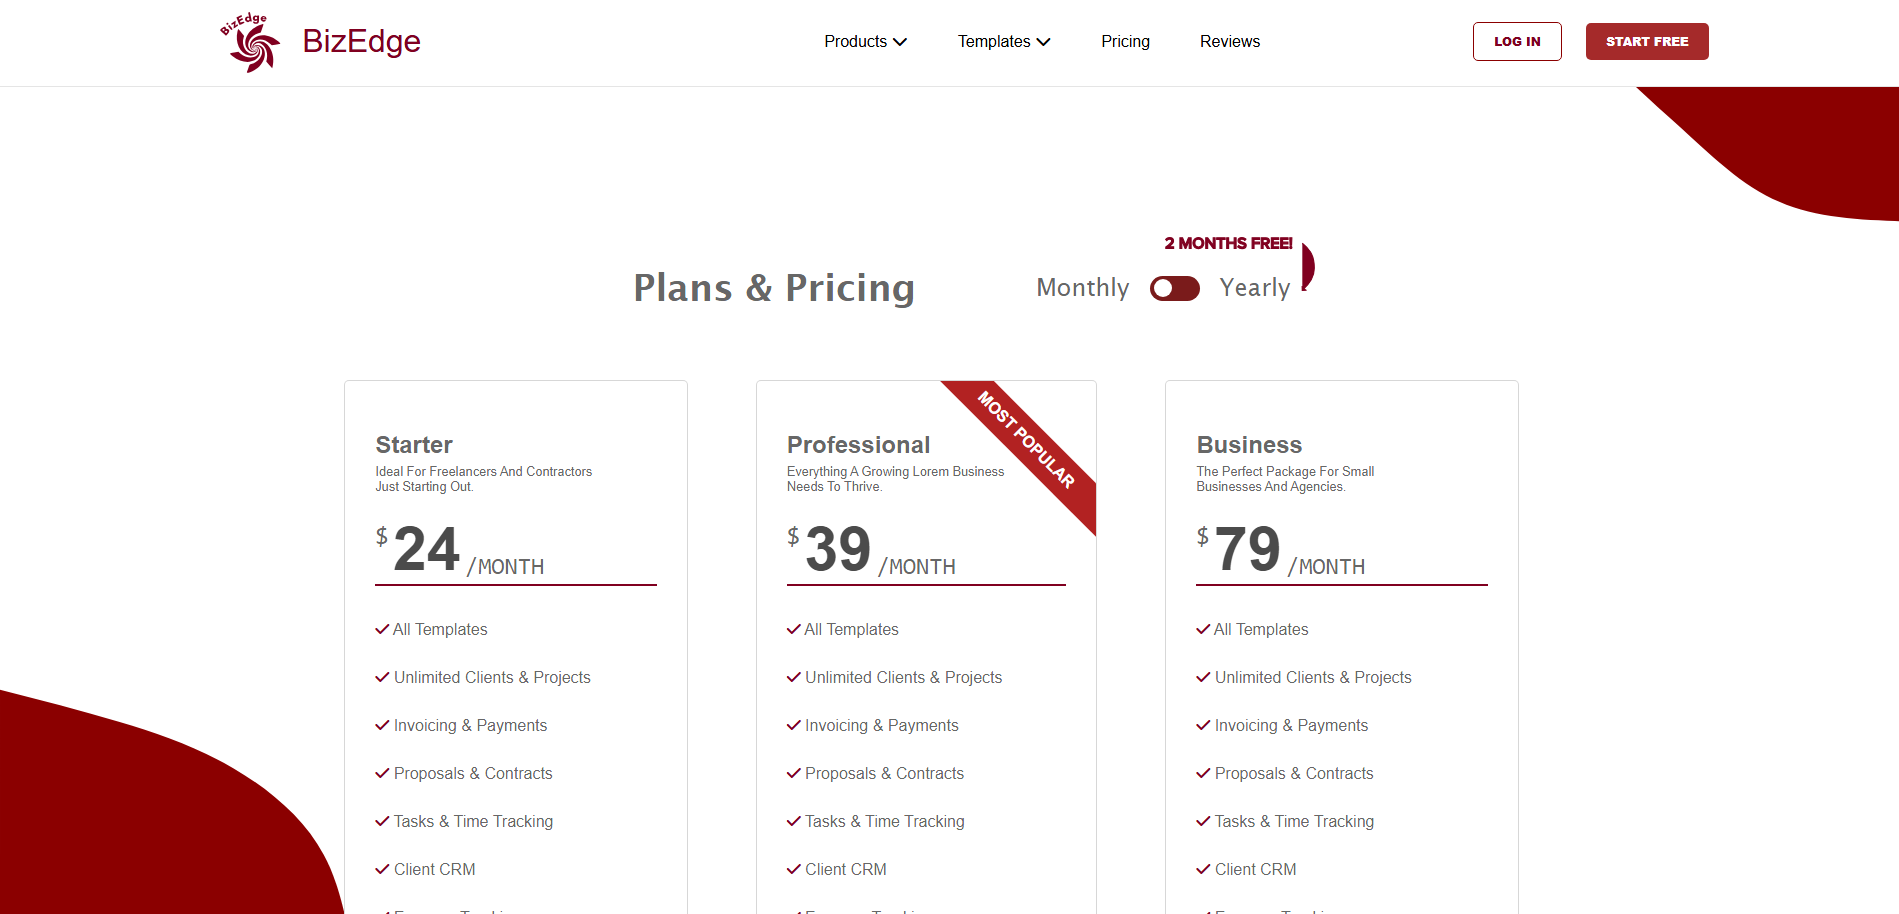 BizEdge
BizEdge
Products
Templates
Pricing
Reviews
LOG IN
START FREE
2 MONTHS FREE!
Plans & Pricing
Monthly
Yearly
MOST POPULAR
Starter
Ideal For Freelancers And Contractors
Just Starting Out.
$24 /MONTH
All Templates
Unlimited Clients & Projects
Invoicing & Payments
Proposals & Contracts
Tasks & Time Tracking
Client CRM
Professional
Everything A Growing Lorem Business
Needs To Thrive.
$39 /MONTH
All Templates
Unlimited Clients & Projects
Invoicing & Payments
Proposals & Contracts
Tasks & Time Tracking
Client CRM
Business
The Perfect Package For Small
Businesses And Agencies.
$79 /MONTH
All Templates
Unlimited Clients & Projects
Invoicing & Payments
Proposals & Contracts
Tasks & Time Tracking
Client CRM